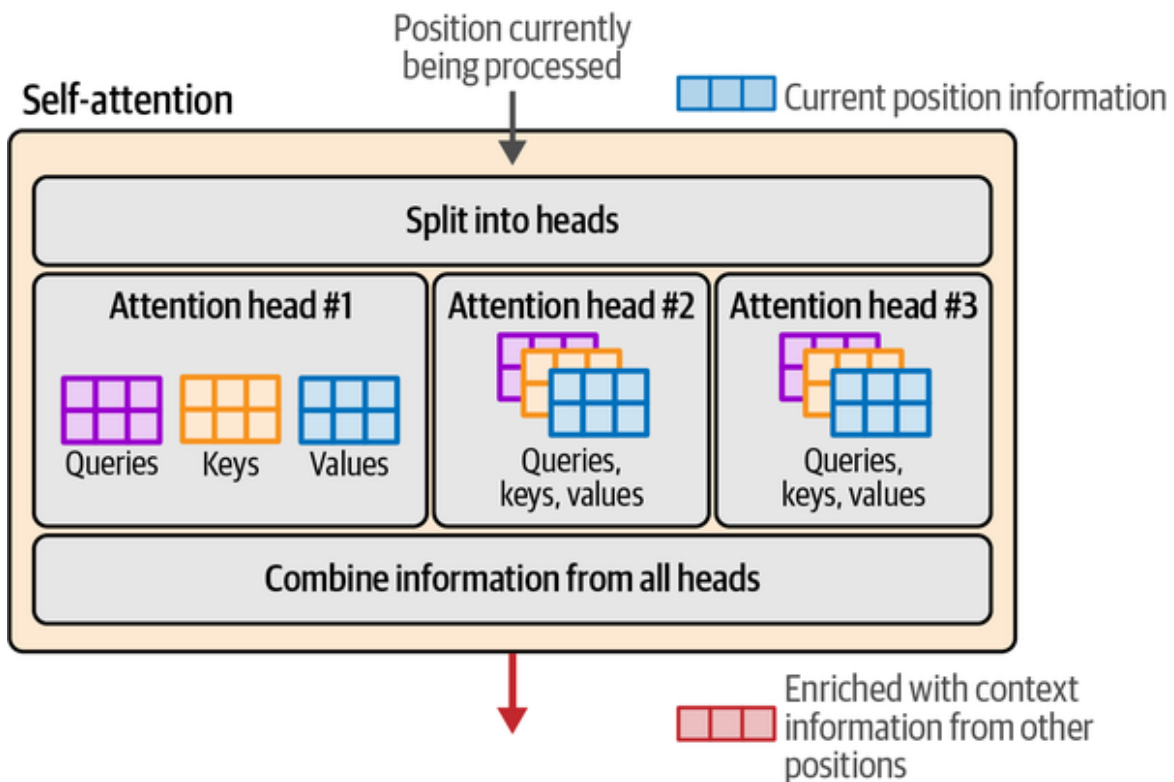 Position currently
being processed
Self-attention
Current position information
Split into heads
Attention head #1
Attention head #2
Attention head #3
Queries
Keys
Values
Queries,
keys, values
Queries,
keys, values
Combine information from all heads
Enriched with context
information from other
positions